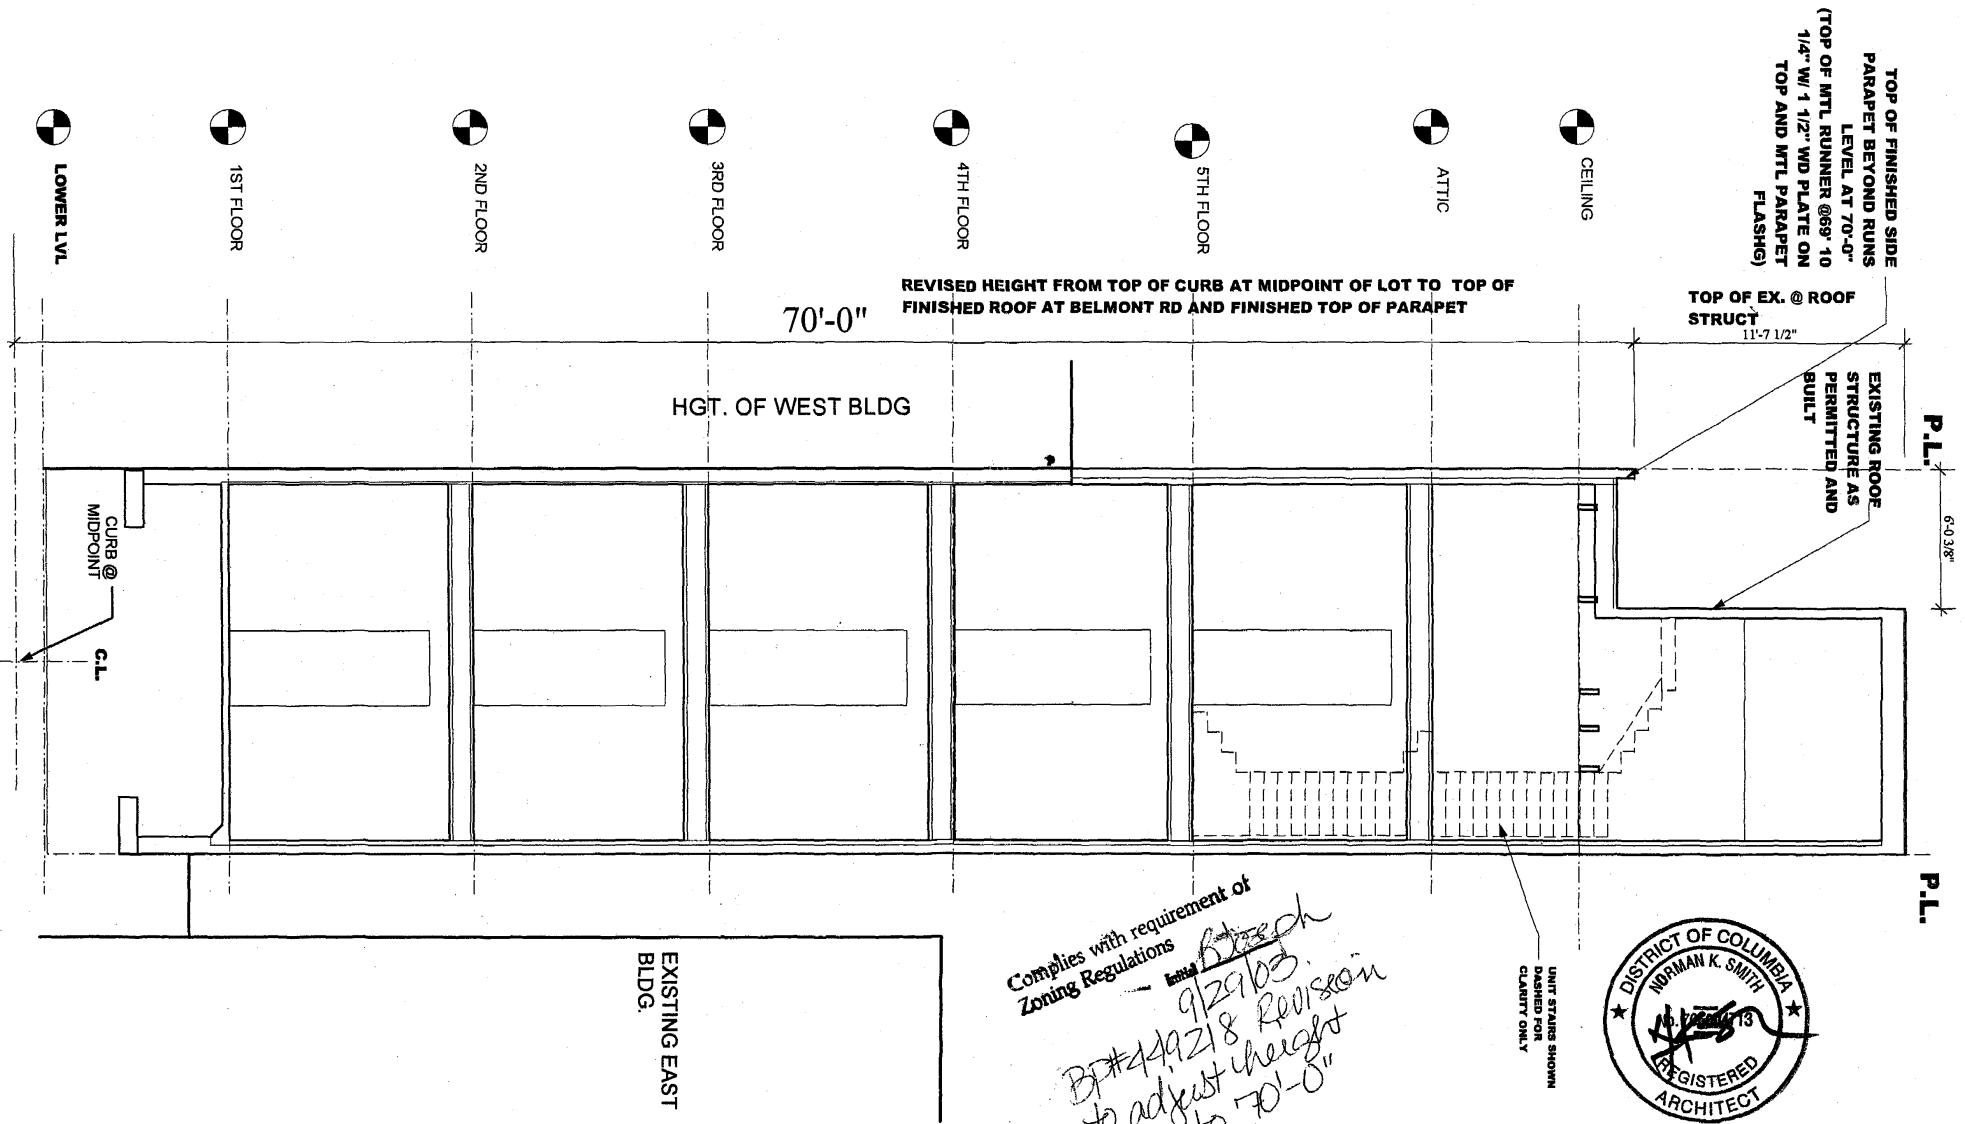 TOP OF FINISHED SIDE
PARAPET BEYOND RUNS
LEVEL AT 70'-0"
(TOP OF MTL RUNNER @69' 10
1/4" W/ 1 1/2" WD PLATE ON
TOP AND MTL PARAPET
FLASHG)
LOWER LVL
1ST FLOOR
2ND FLOOR
3RD FLOOR
4TH FLOOR
5TH FLOOR
ATTIC
CEILING
REVISED HEIGHT FROM TOP OF CURB AT MIDPOINT OF LOT TO TOP OF
FINISHED ROOF AT BELMONT RD AND FINISHED TOP OF PARAPET
70'-0"
TOP OF EX. @ ROOF
STRUCT
11'-7 1/2"
HGT. OF WEST BLDG
EXISTING ROOF
STRUCTURE AS
PERMITTED AND
BUILT
P.L.
6'-0 3/8"
CURB @
MIDPOINT
C.L.
P.L.
EXISTING EAST
BLDG.
UNIT STAIRS SHOWN
DASHED FOR
CLARITY ONLY
Complies with requirement of
Zoning Regulations
Initial
9/29/03
BP#449218 Revision
to adjust height
to 70'-0"
DISTRICT OF COLUMBIA
NORMAN K. SMITH
REGISTERED
ARCHITECT